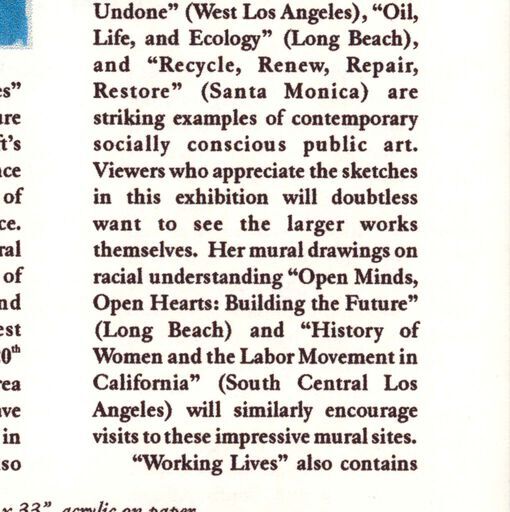 es”
ure
ft’s
nce
of
ce.
ral
of
nd
est
0th
rea
ave
in
so
Undone” (West Los Angeles), “Oil,
Life, and Ecology” (Long Beach),
and “Recycle, Renew, Repair,
Restore” (Santa Monica) are
striking examples of contemporary
socially conscious public art.
Viewers who appreciate the sketches
in this exhibition will doubtless
want to see the larger works
themselves. Her mural drawings on
racial understanding “Open Minds,
Open Hearts: Building the Future”
(Long Beach) and “History of
Women and the Labor Movement in
California” (South Central Los
Angeles) will similarly encourage
visits to these impressive mural sites.
“Working Lives” also contains
x 33”, acrylic on paper